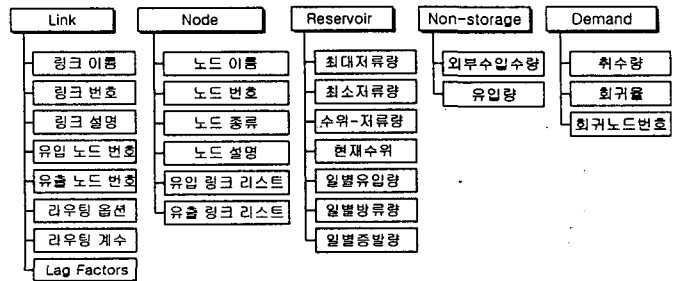 Link
링크 이름
링크 번호
링크 설명
유입 노드 번호
유출 노드 번호
라우팅 옵션
라우팅 계수
Lag Factors
Node
노드 이름
노드 번호
노드 종류
노드 설명
유입 링크 리스트
유출 링크 리스트
Reservoir
최대저류량
최소저류량
수위-저류량
현재수위
일별유입량
일별방류량
일별증발량
Non-storage
외부수입수량
유입량
Demand
취수량
회귀율
회귀노드번호